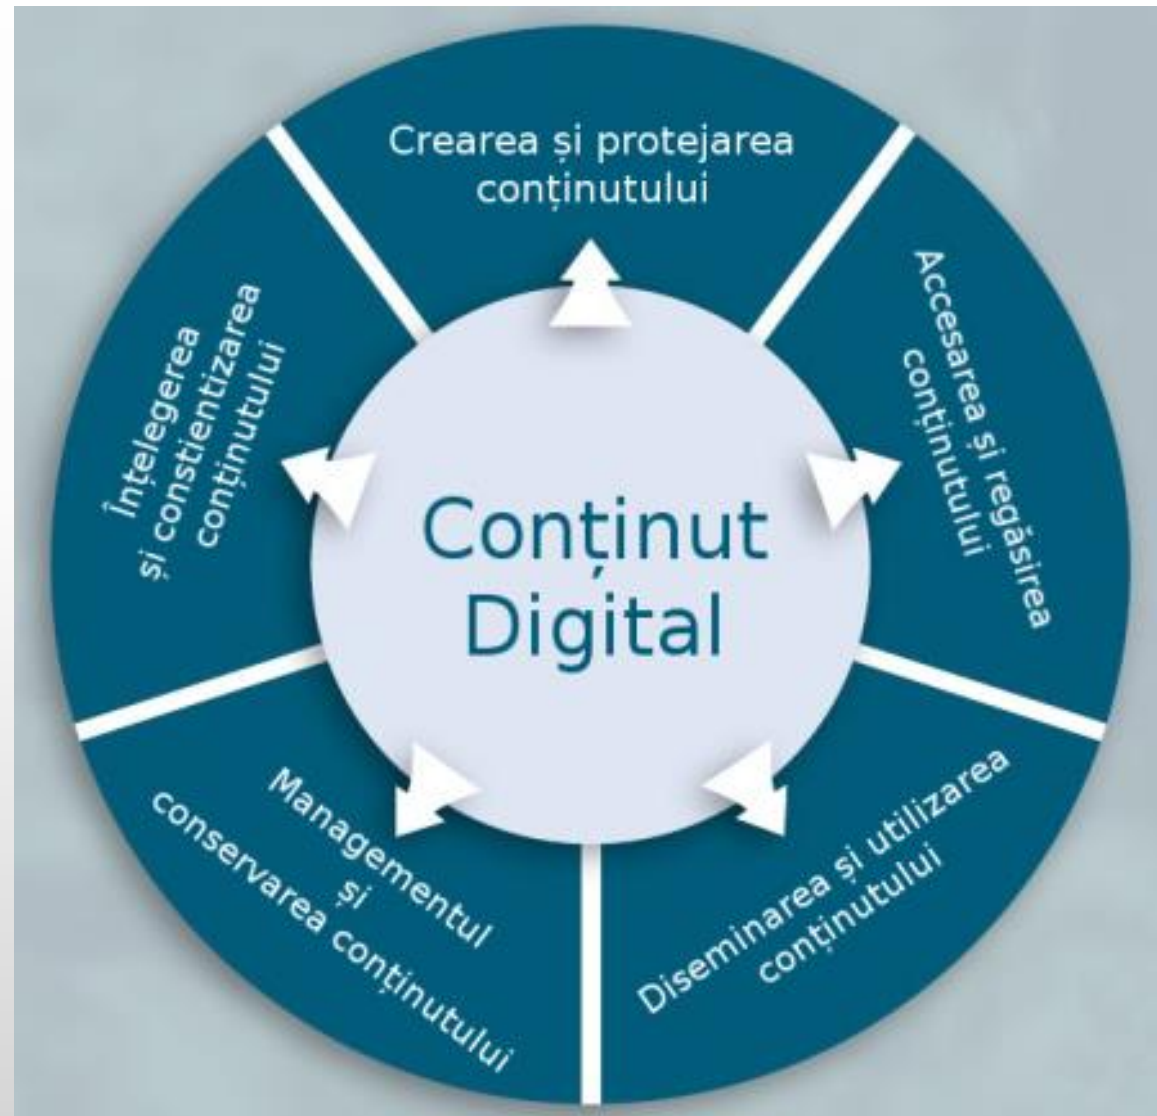 Crearea și protejarea
conținutului
Accesarea și regăsirea
conținutului
Diseminarea și utilizarea
conținutului
Managementul
și
conservarea conținutului
Înțelegerea
și constientizarea
conținutului
Conținut
Digital